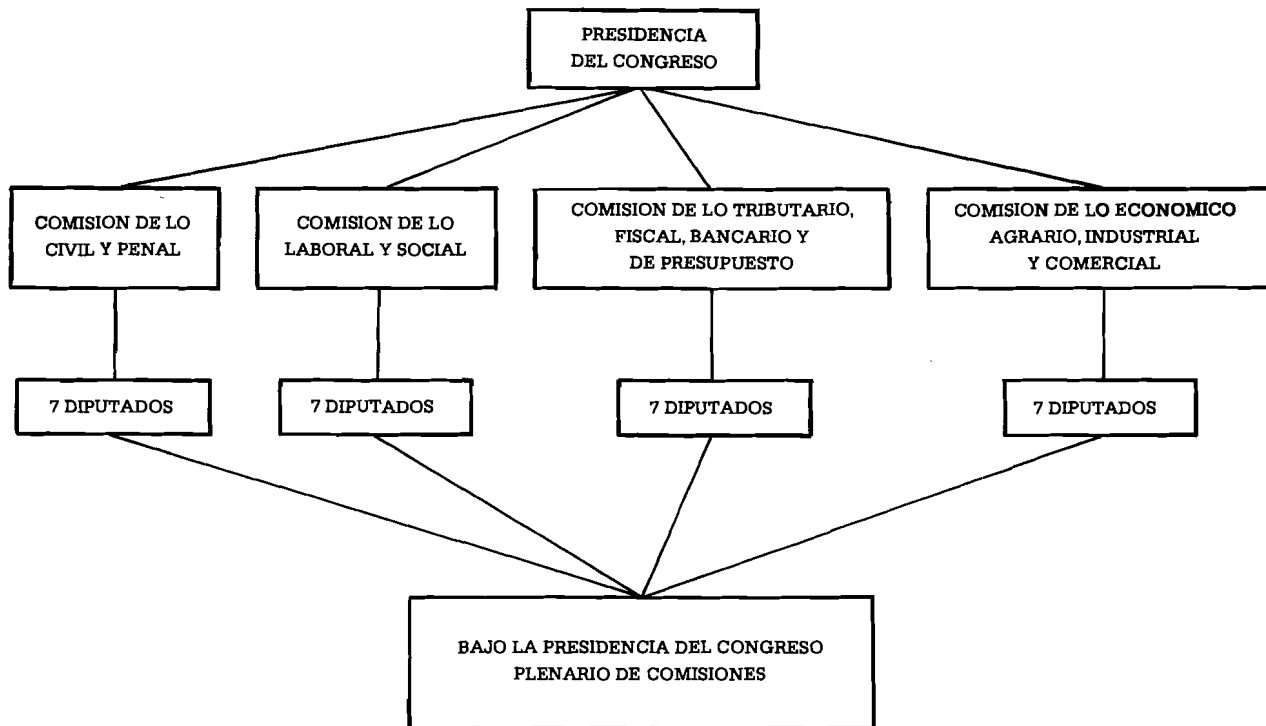 PRESIDENCIA
DEL CONGRESO
COMISION DE LO
CIVIL Y PENAL
COMISION DE LO
LABORAL Y SOCIAL
COMISION DE LO TRIBUTARIO,
FISCAL, BANCARIO Y
DE PRESUPUESTO
COMISION DE LO ECONOMICO
AGRARIO, INDUSTRIAL
Y COMERCIAL
7 DIPUTADOS
7 DIPUTADOS
7 DIPUTADOS
7 DIPUTADOS
BAJO LA PRESIDENCIA DEL CONGRESO
PLENARIO DE COMISIONES